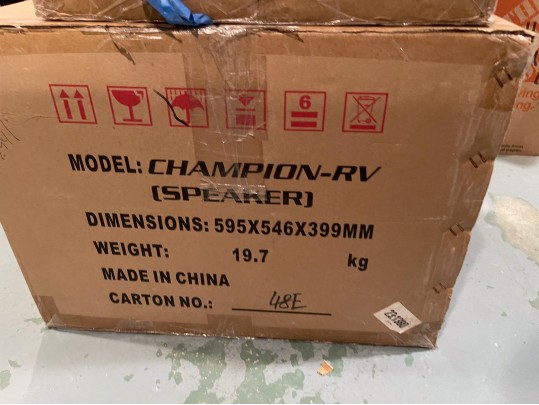 6
MODEL: CHAMPION-RV
(SPEAKER)
DIMENSIONS: 595X546X399MM
WEIGHT: 19.7 kg
MADE IN CHINA
CARTON NO.: 48E